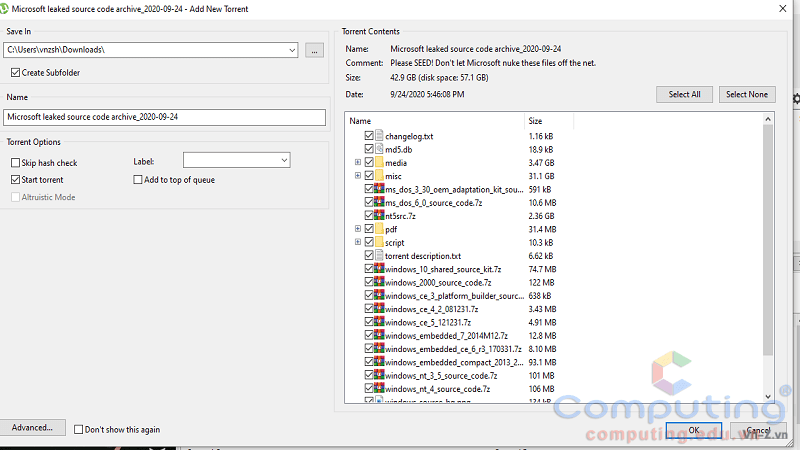 Microsoft leaked source code archive_2020-09-24 - Add New Torrent
Save In
C:\Users\vnzsh\Downloads\
...
Create Subfolder
Name
Microsoft leaked source code archive_2020-09-24
Torrent Options
Skip hash check
Label:
Start torrent
Add to top of queue
Altruistic Mode
Advanced...
Don't show this again
Torrent Contents
Name: Microsoft leaked source code archive_2020-09-24
Comment: Please SEED! Don't let Microsoft nuke these files off the net.
Size: 42.9 GB (disk space: 57.1 GB)
Date: 9/24/2020 5:46:08 PM
Select All
Select None
Name Size
changelog.txt 1.16 kB
md5.db 18.9 kB
media 3.47 GB
misc 31.1 GB
ms_dos_3_30_oem_adaptation_kit_sou... 591 kB
ms_dos_6_0_source_code.7z 10.6 MB
nt5src.7z 2.36 GB
pdf 31.4 MB
script 10.3 kB
torrent description.txt 6.62 kB
windows_10_shared_source_kit.7z 74.7 MB
windows_2000_source_code.7z 122 MB
windows_ce_3_platform_builder_sourc... 638 kB
windows_ce_4_2_081231.7z 3.43 MB
windows_ce_5_121231.7z 4.91 MB
windows_embedded_7_2014M12.7z 12.8 MB
windows_embedded_ce_6_r3_170331.7z 8.10 MB
windows_embedded_compact_2013_2... 93.1 MB
windows_nt_3_5_source_code.7z 101 MB
windows_nt_4_source_code.7z 106 MB
OK
Cancel
Computing®
computing.edu.vn
Vn-z.vn